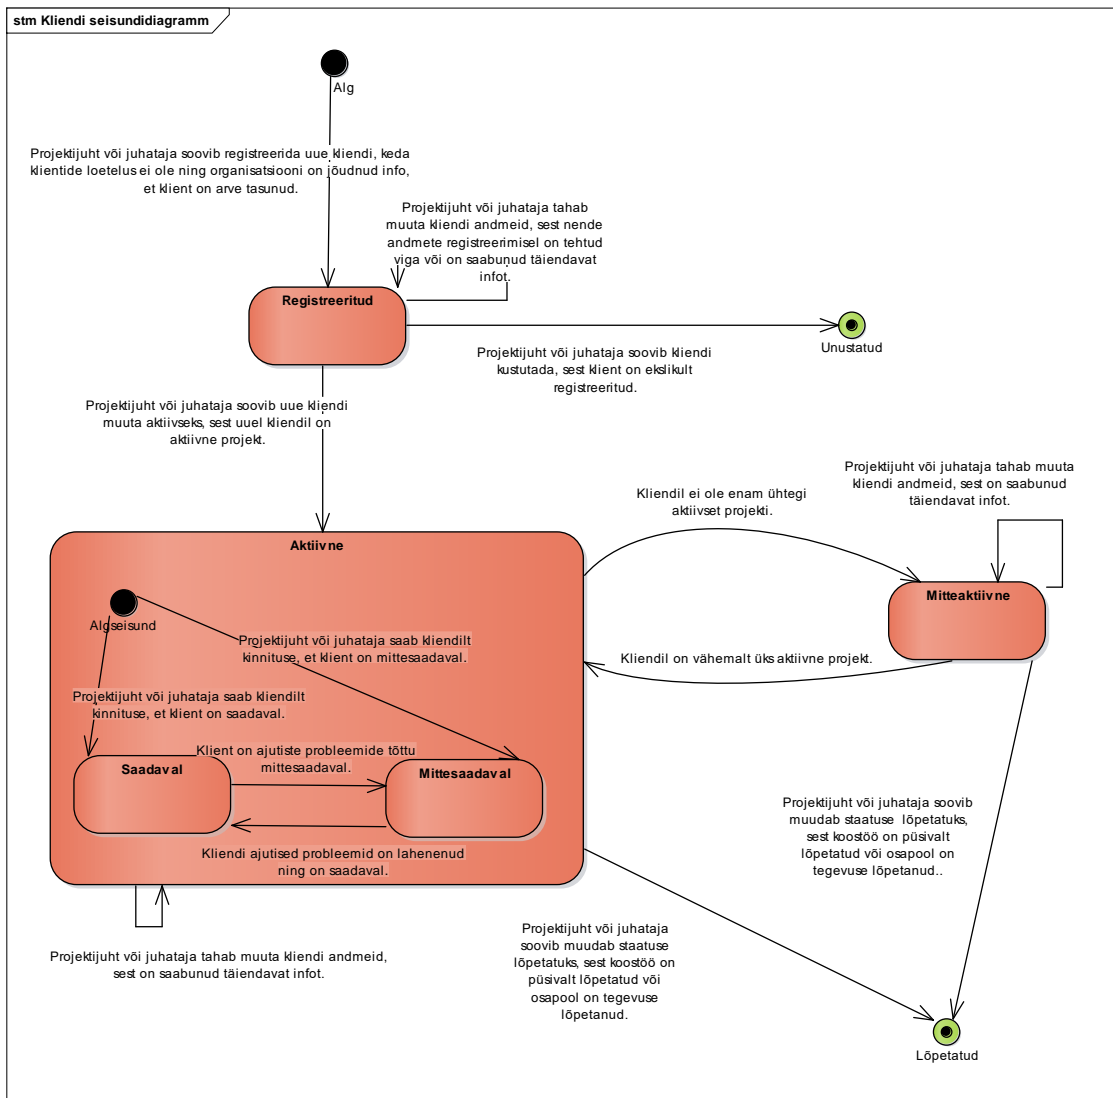 stm Kliendi seisundidiagramm
Alg
Projektijuht või juhataja soovib registreerida uue kliendi, keda
klientide loetelus ei ole ning organisatsiooni on jõudnud info,
et klient on arve tasunud.
Projektijuht või juhataja tahab
muuta kliendi andmeid, sest nende
andmete registreerimisel on tehtud
viga või on saabunud täiendavat
infot.
Registreeritud
Unustatud
Projektijuht või juhataja soovib kliendi
kustutada, sest klient on ekslikult
registreeritud.
Projektijuht või juhataja soovib uue kliendi
muuta aktiivseks, sest uuel kliendil on
aktiivne projekt.
Projektijuht või juhataja tahab muuta
kliendi andmeid, sest on saabunud
täiendavat infot.
Kliendil ei ole enam ühtegi
aktiivset projekti.
Aktiivne
Mitteaktiivne
Algseisund
Projektijuht või juhataja saab kliendilt
kinnituse, et klient on mittesaadaval.
Kliendil on vähemalt üks aktiivne projekt.
Projektijuht või juhataja saab kliendilt
kinnituse, et klient on saadaval.
Klient on ajutiste probleemide tõttu
mittesaadaval.
Saadaval
Mittesaadaval
Kliendi ajutised probleemid on lahenenud
ning on saadaval.
Projektijuht või juhataja soovib
muudab staatuse  lõpetatuks,
sest koostöö on püsivalt
lõpetatud või osapool on
tegevuse lõpetanud..
Projektijuht või juhataja tahab muuta kliendi andmeid,
sest on saabunud täiendavat infot.
Projektijuht või juhataja
soovib muudab staatuse
lõpetatuks, sest koostöö on
püsivalt lõpetatud või
osapool on tegevuse
lõpetanud.
Lõpetatud